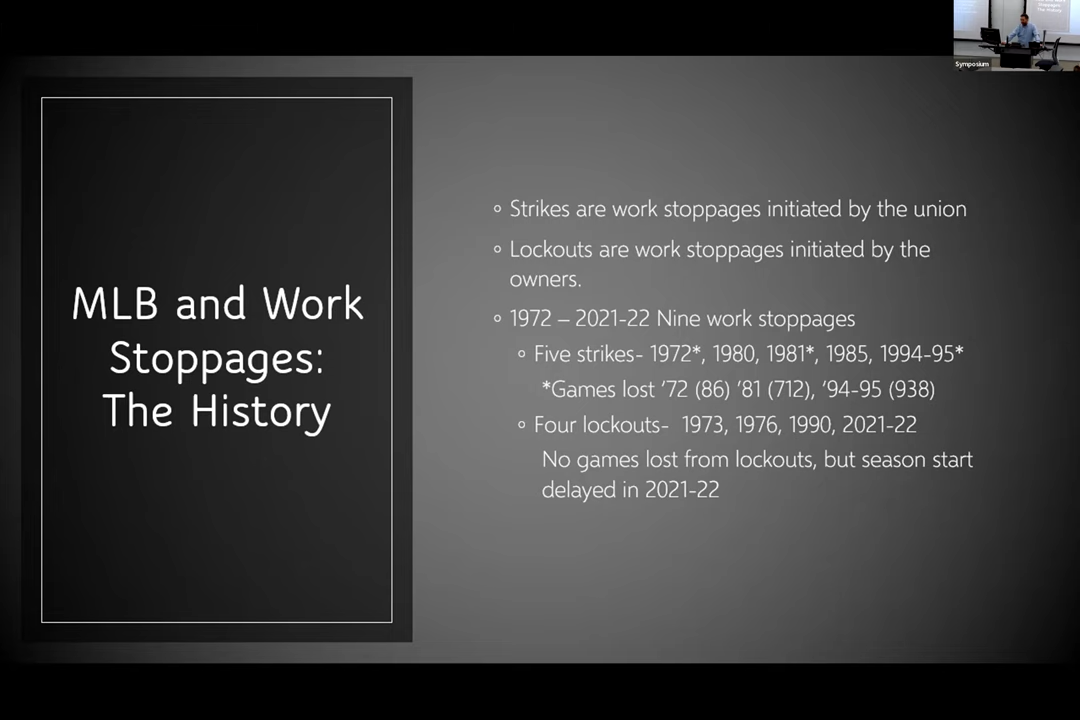 MLB and Work
Stoppages:
The History
◦ Strikes are work stoppages initiated by the union
◦ Lockouts are work stoppages initiated by the
owners.
◦ 1972 – 2021-22 Nine work stoppages
◦ Five strikes- 1972*, 1980, 1981*, 1985, 1994-95*
*Games lost ’72 (86) ’81 (712), ’94-95 (938)
◦ Four lockouts- 1973, 1976, 1990, 2021-22
No games lost from lockouts, but season start
delayed in 2021-22
Symposium